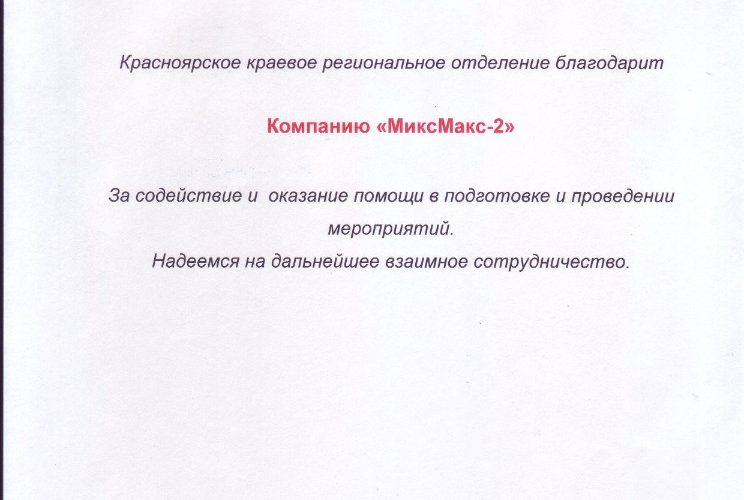 Красноярское краевое региональное отделение благодарит
Компанию «МиксМакс-2»
За содействие и оказание помощи в подготовке и проведении
мероприятий.
Надеемся на дальнейшее взаимное сотрудничество.